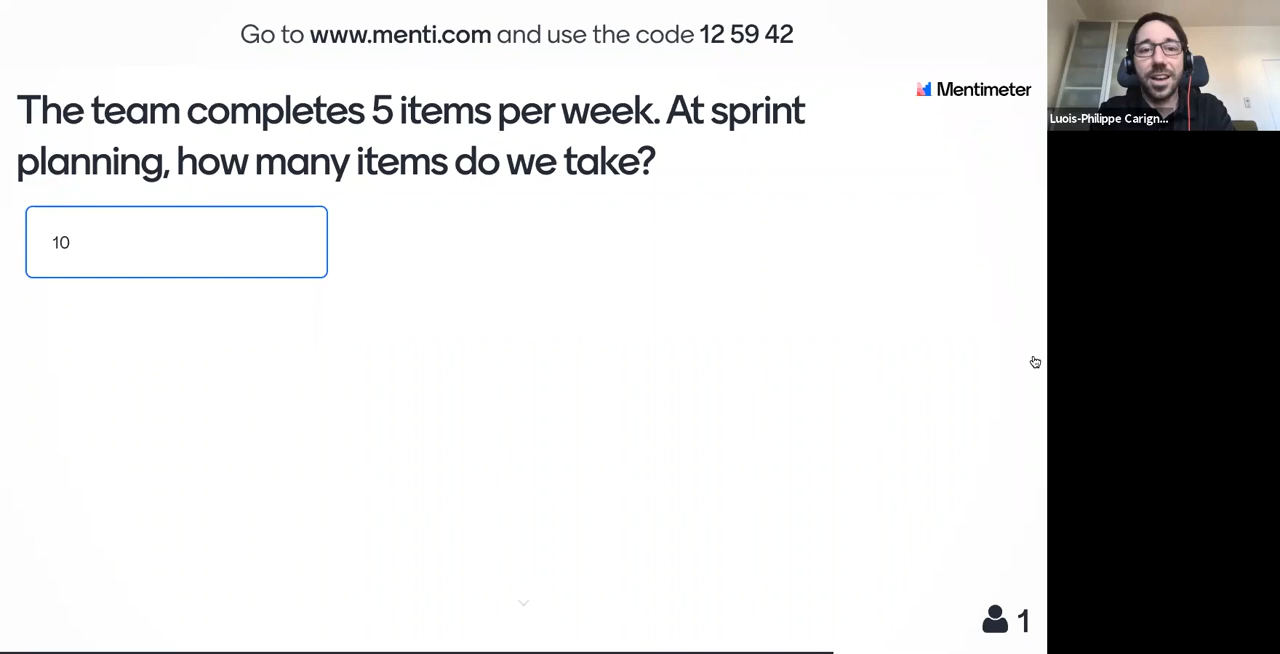 Go to www.menti.com and use the code 12 59 42
Mentimeter
The team completes 5 items per week. At sprint
planning, how many items do we take?
10
Luois-Philippe Carign...
1